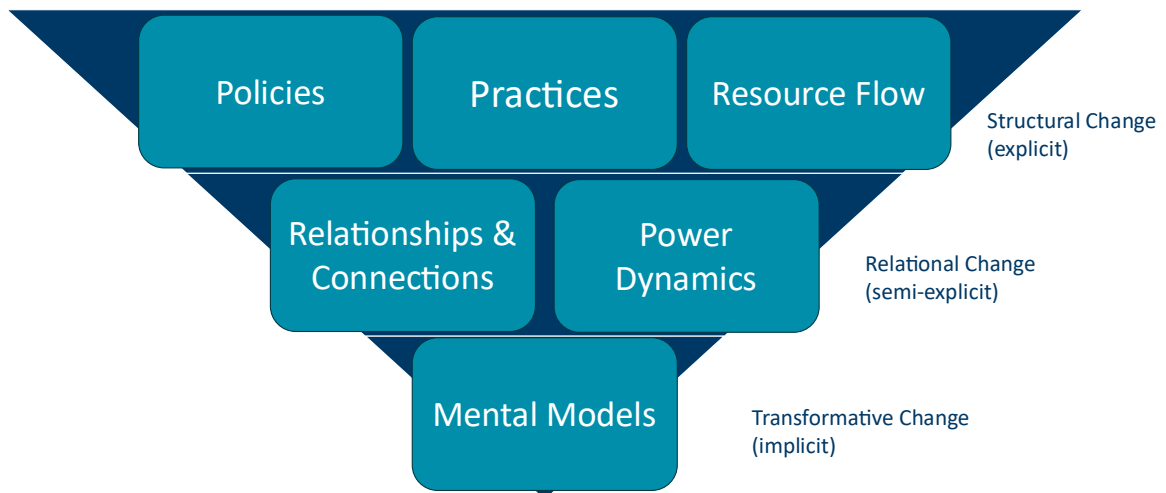 Policies
Practices
Resource Flow
Structural Change
(explicit)
Relationships &
Connections
Power
Dynamics
Relational Change
(semi-explicit)
Mental Models
Transformative Change
(implicit)